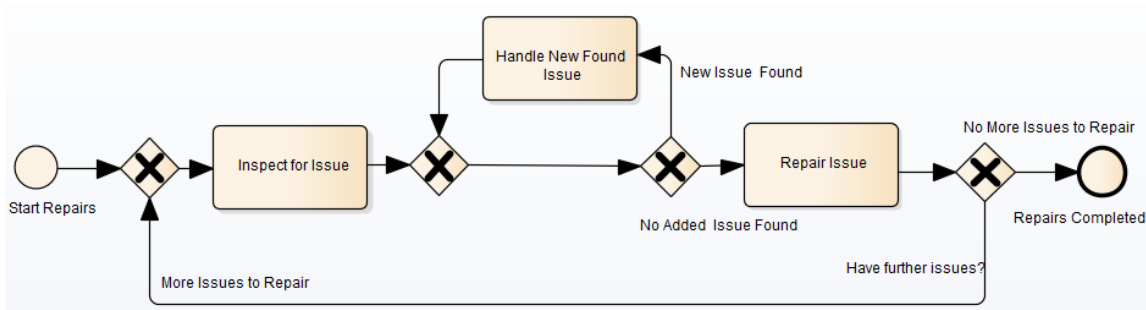 Handle New Found
Issue
New Issue Found
No More Issues to Repair
Inspect for Issue
Repair Issue
Start Repairs
No Added Issue Found
Repairs Completed
Have further issues?
More Issues to Repair